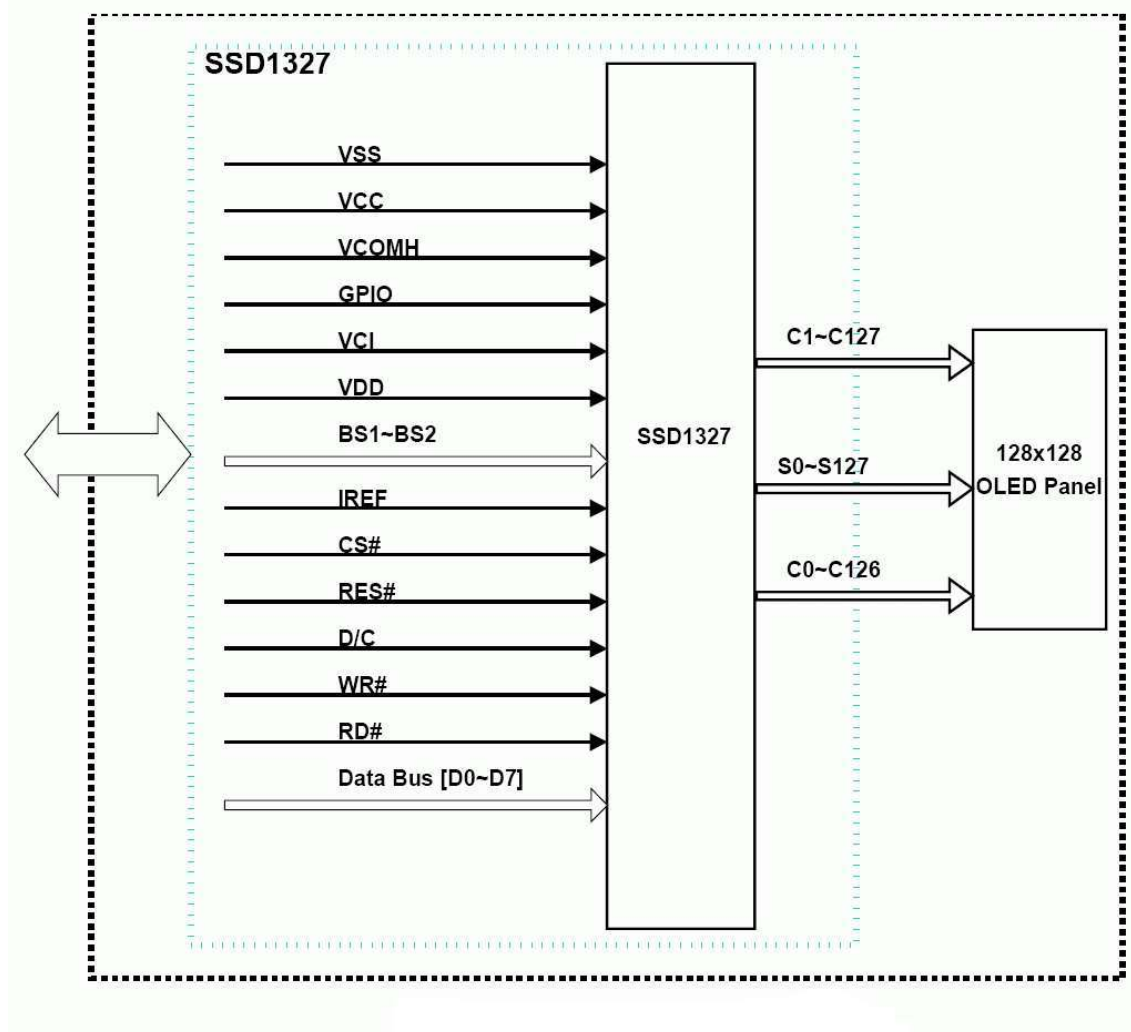 SSD1327
VSS
VCC
VCOMH
GPIO
VCI
VDD
BS1~BS2
IREF
CS#
RES#
D/C
WR#
RD#
Data Bus [D0~D7]
SSD1327
C1~C127
S0~S127
C0~C126
128x128
OLED Panel